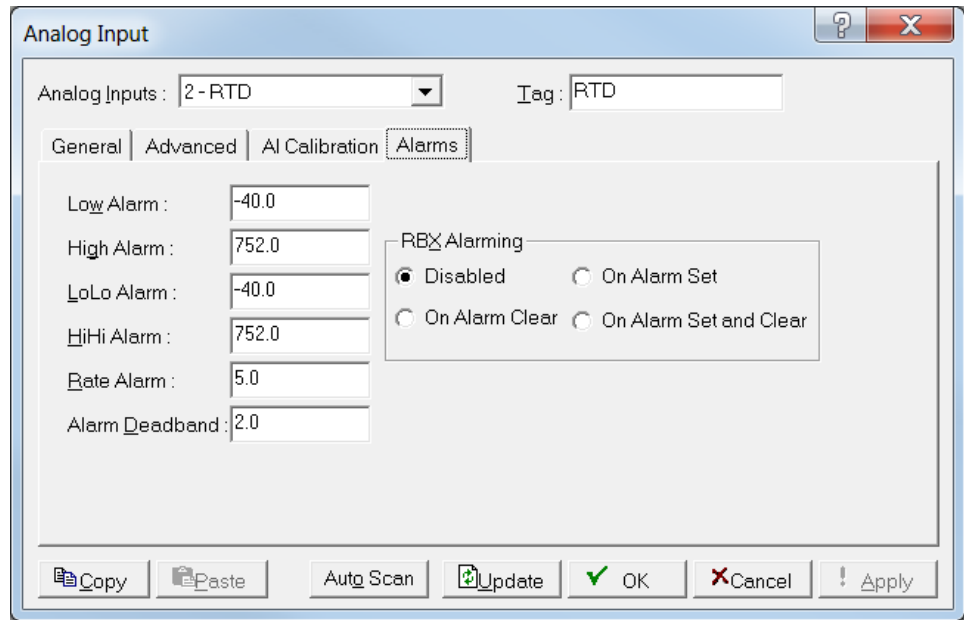 Analog Input
Analog Inputs : 2 - RTD Tag : RTD
General Advanced AI Calibration Alarms
Low Alarm : -40.0
High Alarm : 752.0
LoLo Alarm : -40.0
HiHi Alarm : 752.0
Rate Alarm : 5.0
Alarm Deadband : 2.0
RBX Alarming
Disabled On Alarm Set
On Alarm Clear On Alarm Set and Clear
Copy Paste Auto Scan Update OK Cancel Apply